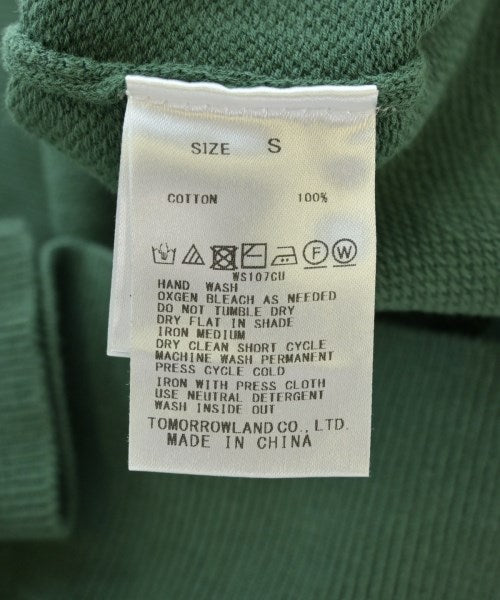 SIZE S
COTTON 100%
F W
WS107CU
HAND WASH
OXGEN BLEACH AS NEEDED
DO NOT TUMBLE DRY
DRY FLAT IN SHADE
IRON MEDIUM
DRY CLEAN SHORT CYCLE
MACHINE WASH PERMANENT
PRESS CYCLE COLD
IRON WITH PRESS CLOTH
USE NEUTRAL DETERGENT
WASH INSIDE OUT
TOMORROWLAND CO., LTD.
MADE IN CHINA